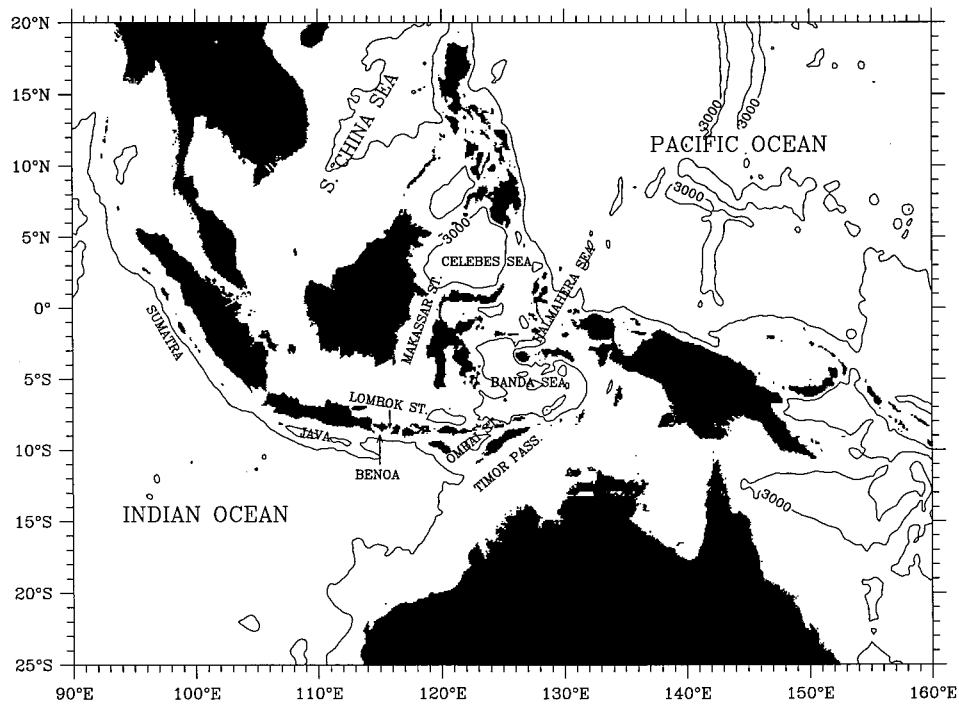 20°N
15°N
10°N
5°N
0°
5°S
10°S
15°S
20°S
25°S
90°E
100°E
110°E
120°E
130°E
140°E
150°E
160°E
S. CHINA SEA
PACIFIC OCEAN
3000
3000
3000
3000
CELEBES SEA
HALMAHERA SEA
MAKASSAR ST.
SUMATRA
BANDA SEA
LOMBOK ST.
JAVA
OMBAI ST.
TIMOR PASS.
BENOA
3000
INDIAN OCEAN